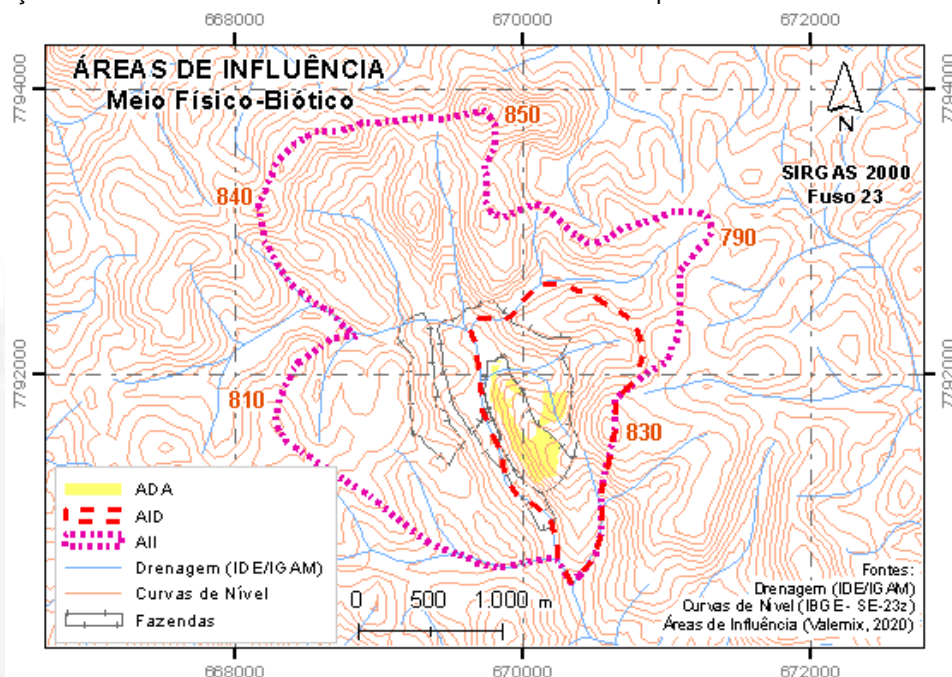 668000 670000 672000
ÁREAS DE INFLUÊNCIA
Meio Físico-Biótico
7794000 7794000
850
N
SIRGAS 2000
Fuso 23
840
790
7792000 7792000
810
830
ADA
AID
AII
Drenagem (IDE/IGAM)
Curvas de Nível
Fazendas
0 500 1.000 m
Fontes:
Drenagem (IDE/IGAM)
Curvas de Nível (IBGE - SE-23z)
Áreas de Influência (Valemix, 2020)
668000 670000 672000